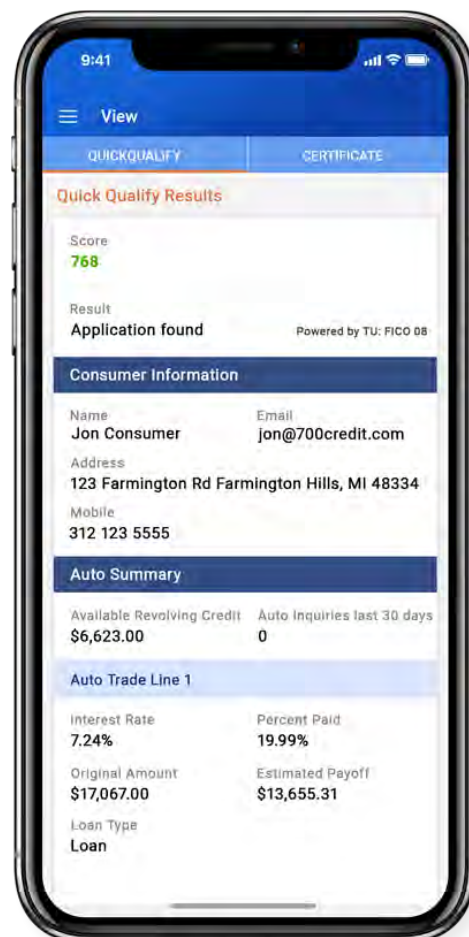 9:41
View
QUICKQUALIFY CERTIFICATE
Quick Qualify Results
Score
768
Result
Application found Powered by TU: FICO 08
Consumer Information
Name Email
Jon Consumer jon@700credit.com
Address
123 Farmington Rd Farmington Hills, MI 48334
Mobile
312 123 5555
Auto Summary
Available Revolving Credit Auto Inquiries last 30 days
$6,623.00 0
Auto Trade Line 1
Interest Rate Percent Paid
7.24% 19.99%
Original Amount Estimated Payoff
$17,067.00 $13,655.31
Loan Type
Loan